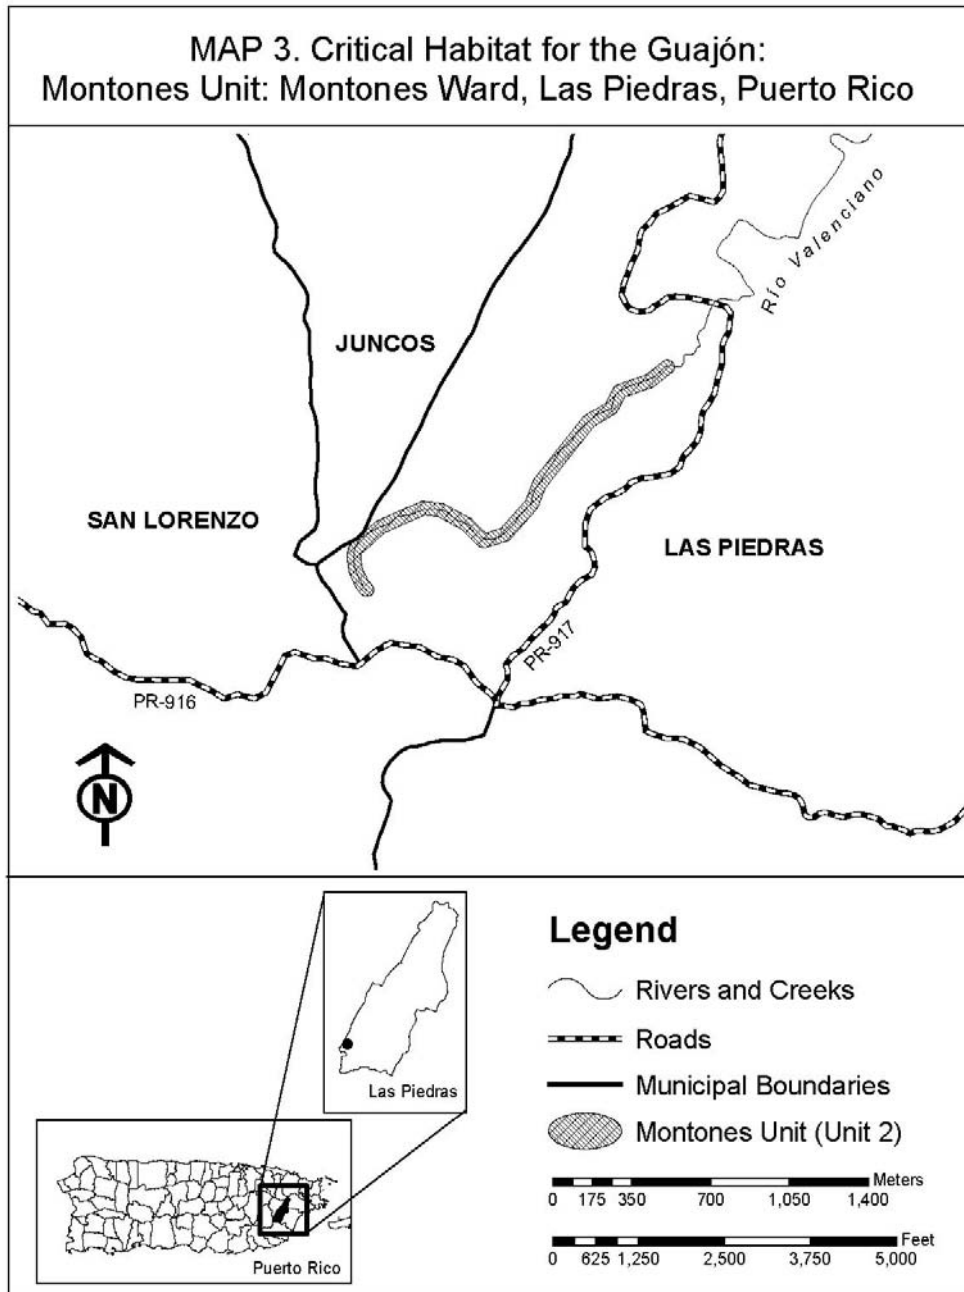 MAP 3. Critical Habitat for the Guajón:
Montones Unit: Montones Ward, Las Piedras, Puerto Rico
Río Valenciano
JUNCOS
SAN LORENZO
LAS PIEDRAS
PR-917
PR-916
N
Las Piedras
Puerto Rico
Legend
Rivers and Creeks
Roads
Municipal Boundaries
Montones Unit (Unit 2)
Meters
0 175 350 700 1,050 1,400
Feet
0 625 1,250 2,500 3,750 5,000